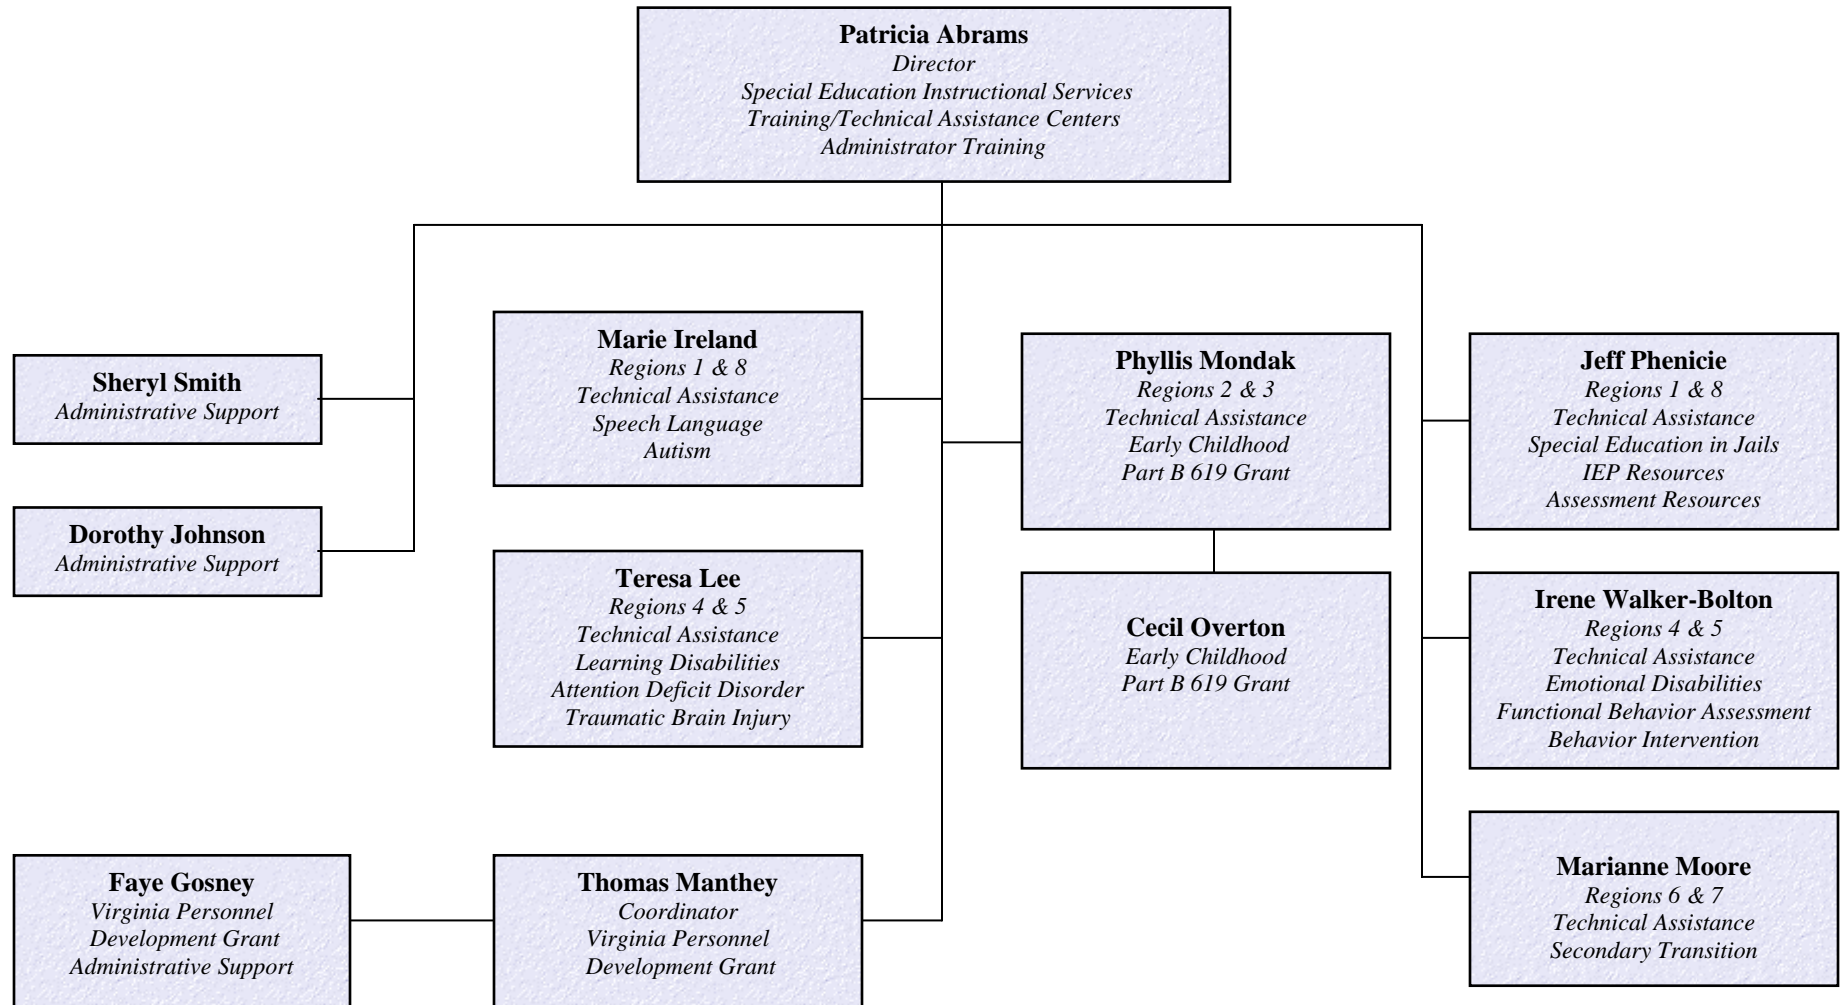 Patricia Abrams
Director
Special Education Instructional Services
Training/Technical Assistance Centers
Administrator Training
Sheryl Smith
Administrative Support
Dorothy Johnson
Administrative Support
Marie Ireland
Regions 1 & 8
Technical Assistance
Speech Language
Autism
Teresa Lee
Regions 4 & 5
Technical Assistance
Learning Disabilities
Attention Deficit Disorder
Traumatic Brain Injury
Phyllis Mondak
Regions 2 & 3
Technical Assistance
Early Childhood
Part B 619 Grant
Cecil Overton
Early Childhood
Part B 619 Grant
Jeff Phenicie
Regions 1 & 8
Technical Assistance
Special Education in Jails
IEP Resources
Assessment Resources
Irene Walker-Bolton
Regions 4 & 5
Technical Assistance
Emotional Disabilities
Functional Behavior Assessment
Behavior Intervention
Marianne Moore
Regions 6 & 7
Technical Assistance
Secondary Transition
Faye Gosney
Virginia Personnel
Development Grant
Administrative Support
Thomas Manthey
Coordinator
Virginia Personnel
Development Grant